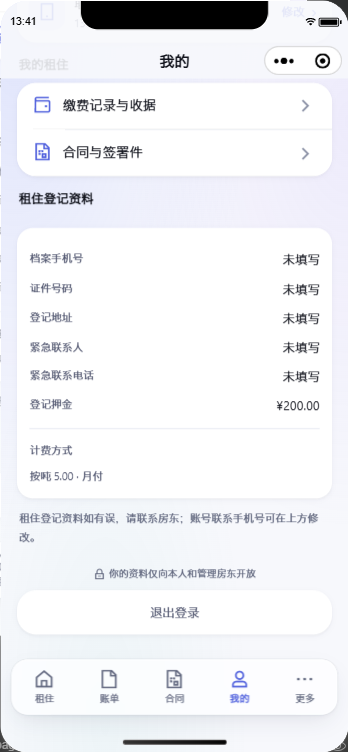 13:41
修改
我的
我的租住
缴费记录与收据
合同与签署件
租住登记资料
档案手机号 未填写
证件号码 未填写
登记地址 未填写
紧急联系人 未填写
紧急联系电话 未填写
登记押金 ¥200.00
计费方式
按吨 5.00 · 月付
租住登记资料如有误，请联系房东；账号联系手机号可在上方修
改。
你的资料仅向本人和管理房东开放
退出登录
租住 账单 合同 我的 更多